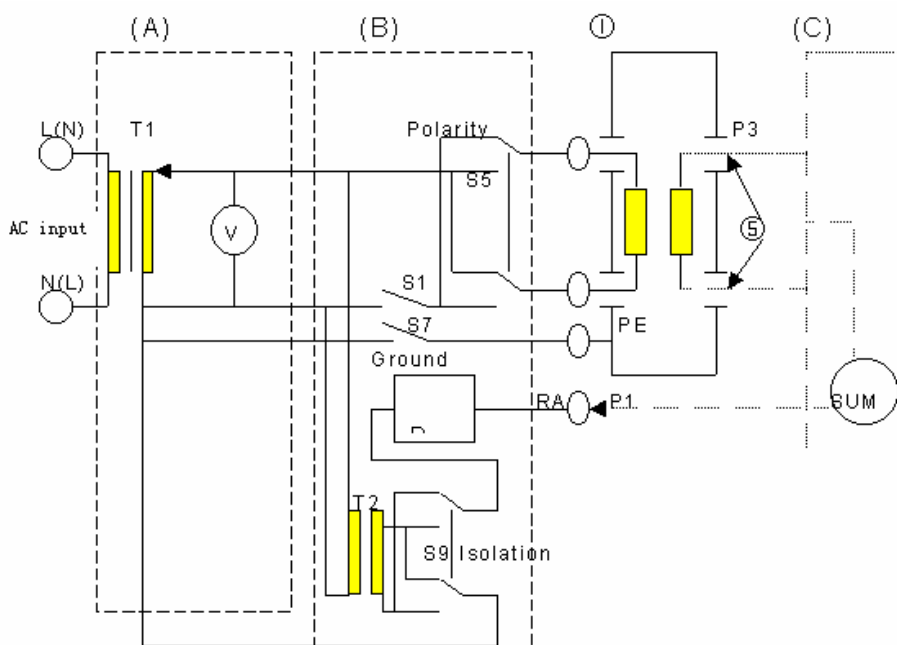 (A) (B) ① (C)
L(N) T1 Polarity P3
S5
AC input V ⑤
N(L) S1
S7 PE
Ground
RA P1 SUM
T2
S9 Isolation